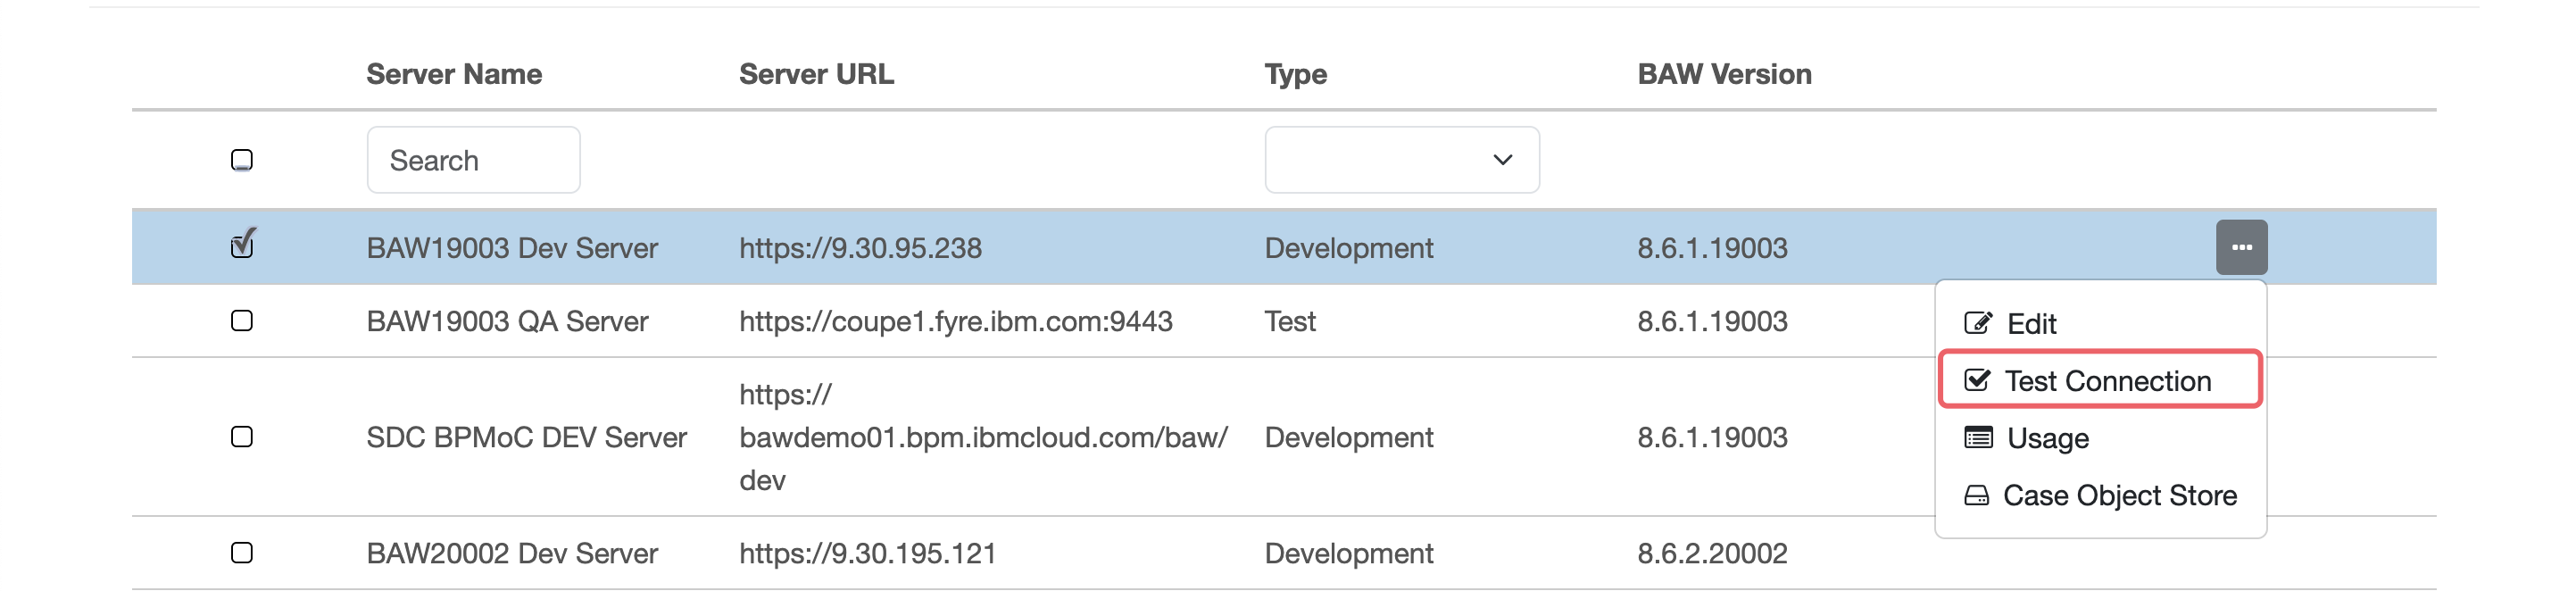 Server Name Server URL Type BAW Version
Search
BAW19003 Dev Server https://9.30.95.238 Development 8.6.1.19003
BAW19003 QA Server https://coupe1.fyre.ibm.com:9443 Test 8.6.1.19003
Edit
Test Connection
SDC BPMoC DEV Server https:// Development 8.6.1.19003
bawdemo01.bpm.ibmcloud.com/baw/
dev
Usage
Case Object Store
BAW20002 Dev Server https://9.30.195.121 Development 8.6.2.20002